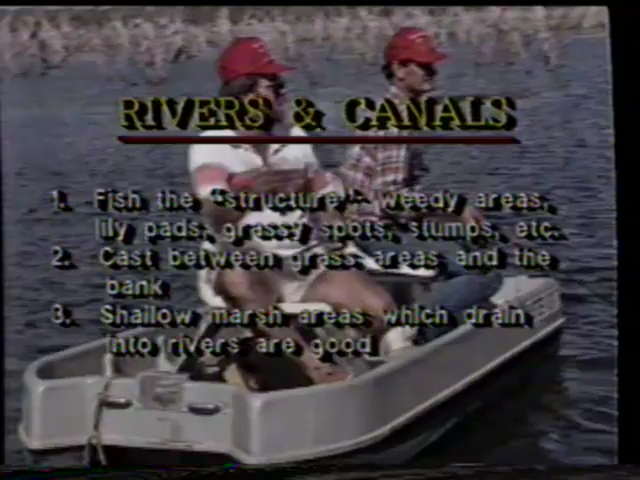 RIVERS & CANALS
1. Fish the "structure"- weedy areas,
lily pads, grassy spots, stumps, etc.
2. Cast between grass areas and the
bank
3. Shallow marsh areas which drain
into rivers are good